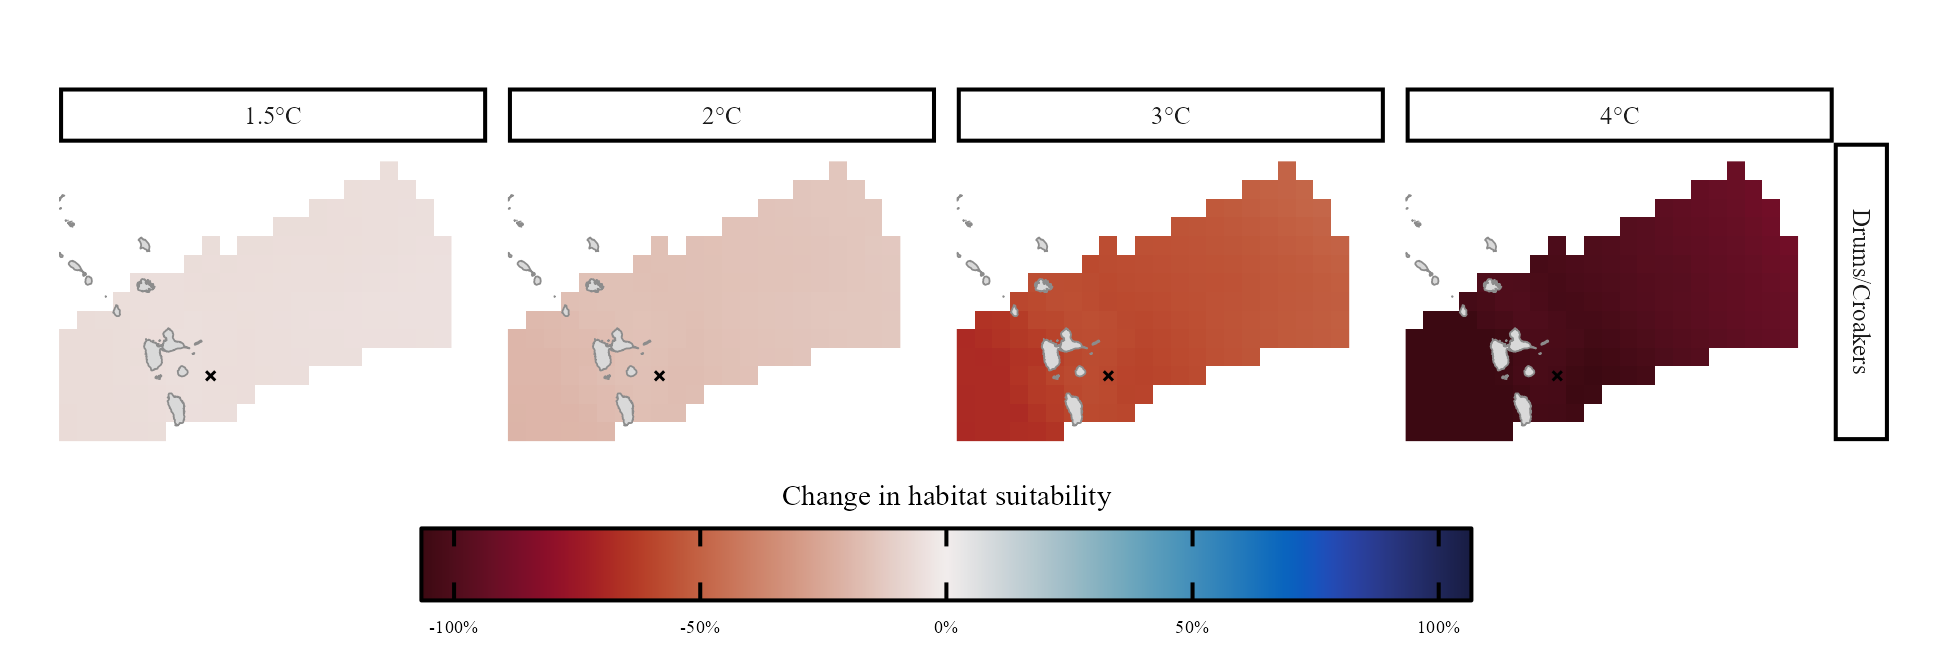 1.5°C
2°C
3°C
4°C
Drums/Croakers
Change in habitat suitability
-100%
-50%
0%
50%
100%